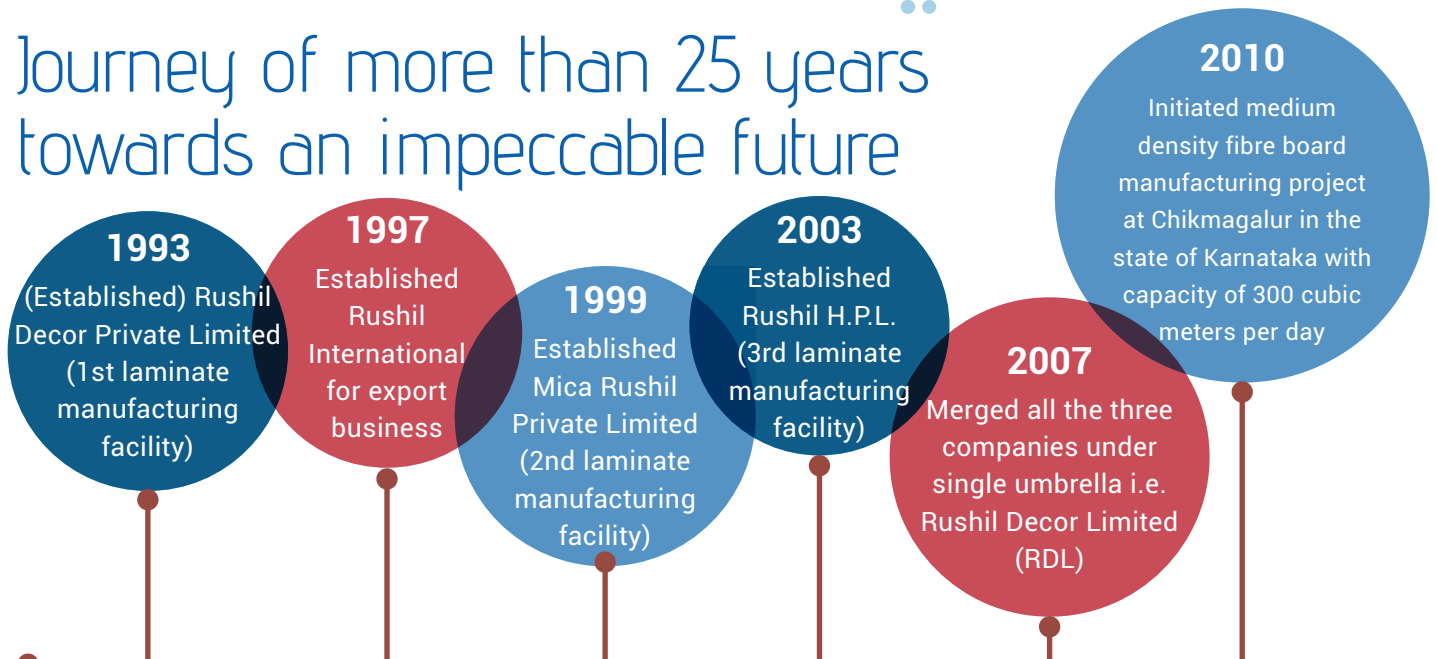 Journey of more than 25 years
towards an impeccable future
1993
(Established) Rushil
Decor Private Limited
(1st laminate
manufacturing
facility)
1997
Established
Rushil
International
for export
business
1999
Established
Mica Rushil
Private Limited
(2nd laminate
manufacturing
facility)
2003
Established
Rushil H.P.L.
(3rd laminate
manufacturing
facility)
2007
Merged all the three
companies under
single umbrella i.e.
Rushil Decor Limited
(RDL)
2010
Initiated medium
density fibre board
manufacturing project
at Chikmagalur in the
state of Karnataka with
capacity of 300 cubic
meters per day